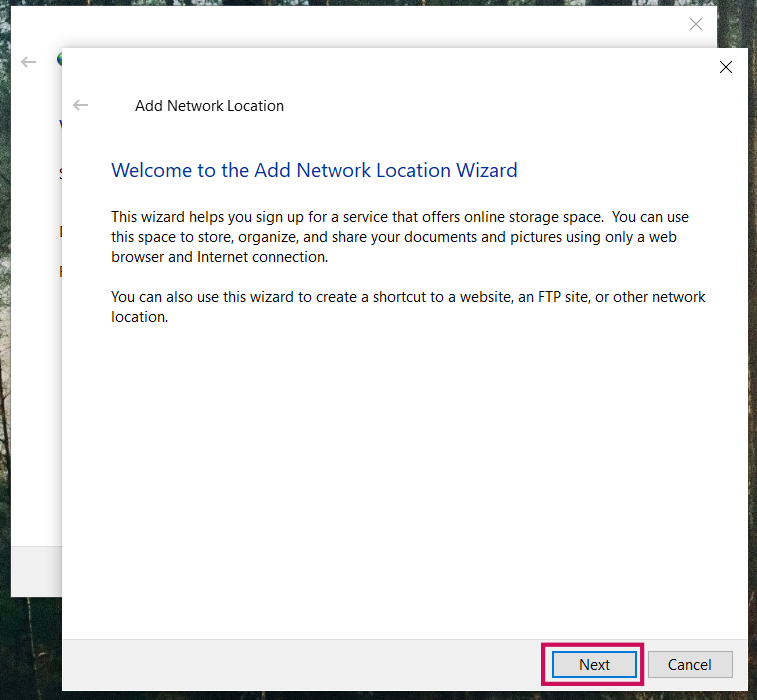 Add Network Location
Welcome to the Add Network Location Wizard
This wizard helps you sign up for a service that offers online storage space.  You can use
this space to store, organize, and share your documents and pictures using only a web
browser and Internet connection.
You can also use this wizard to create a shortcut to a website, an FTP site, or other network
location.
Next
Cancel